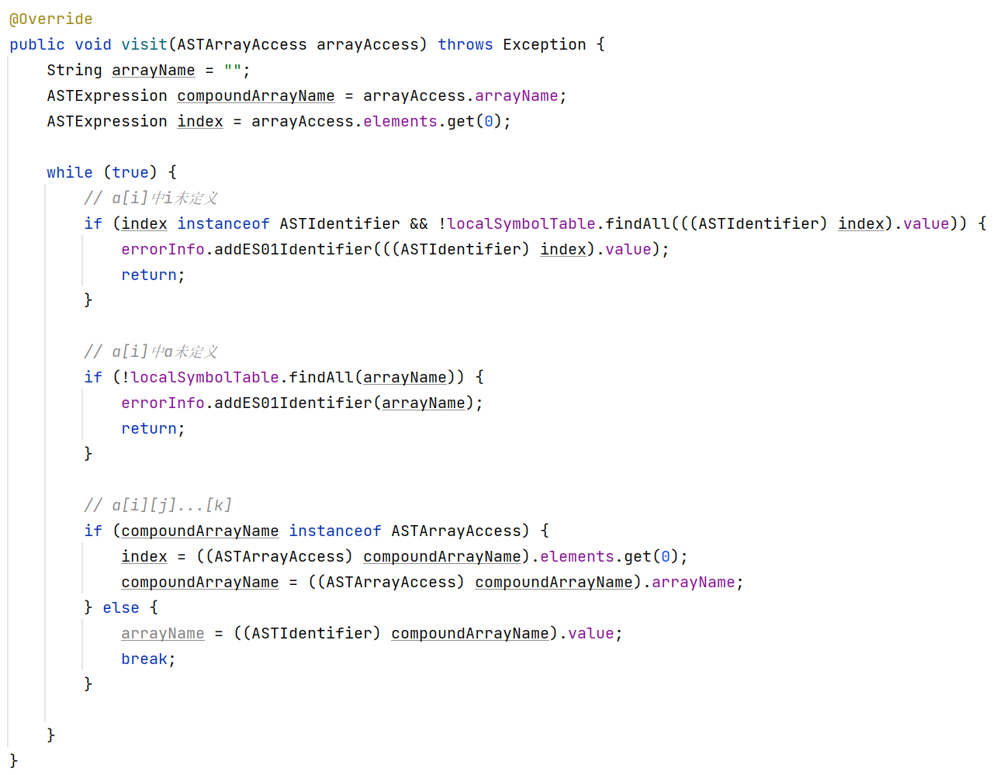 @Override
public void visit(ASTArrayAccess arrayAccess) throws Exception {
    String arrayName = "";
    ASTExpression compoundArrayName = arrayAccess.arrayName;
    ASTExpression index = arrayAccess.elements.get(0);

    while (true) {
        // a[i]中i未定义
        if (index instanceof ASTIdentifier && !localSymbolTable.findAll(((ASTIdentifier) index).value)) {
            errorInfo.addES01Identifier(((ASTIdentifier) index).value);
            return;
        }

        // a[i]中a未定义
        if (!localSymbolTable.findAll(arrayName)) {
            errorInfo.addES01Identifier(arrayName);
            return;
        }

        // a[i][j]...[k]
        if (compoundArrayName instanceof ASTArrayAccess) {
            index = ((ASTArrayAccess) compoundArrayName).elements.get(0);
            compoundArrayName = ((ASTArrayAccess) compoundArrayName).arrayName;
        } else {
            arrayName = ((ASTIdentifier) compoundArrayName).value;
            break;
        }

    }
}